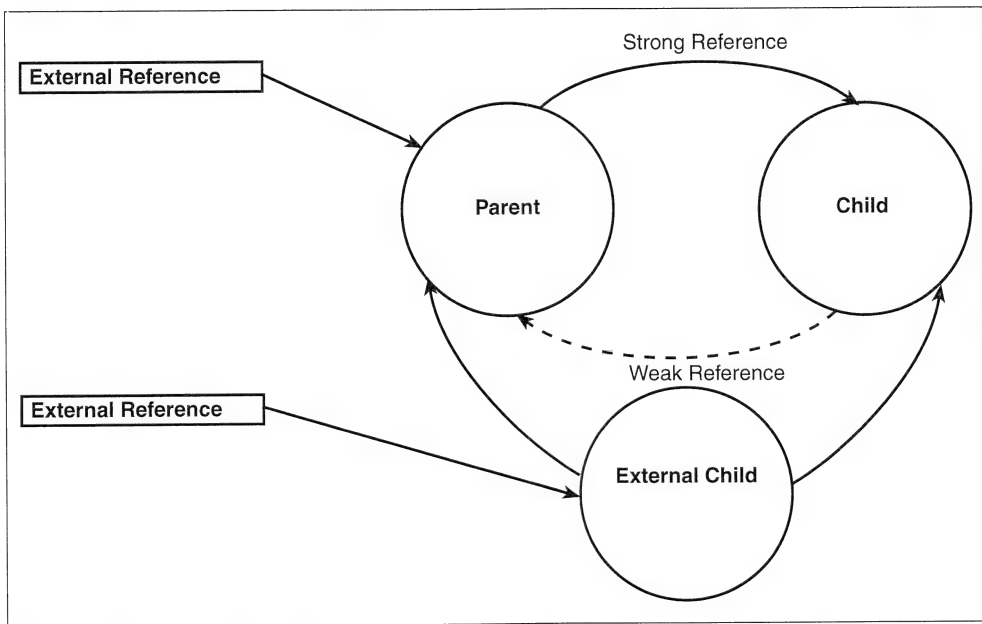 Strong Reference
External Reference
Parent
Child
Weak Reference
External Reference
External Child